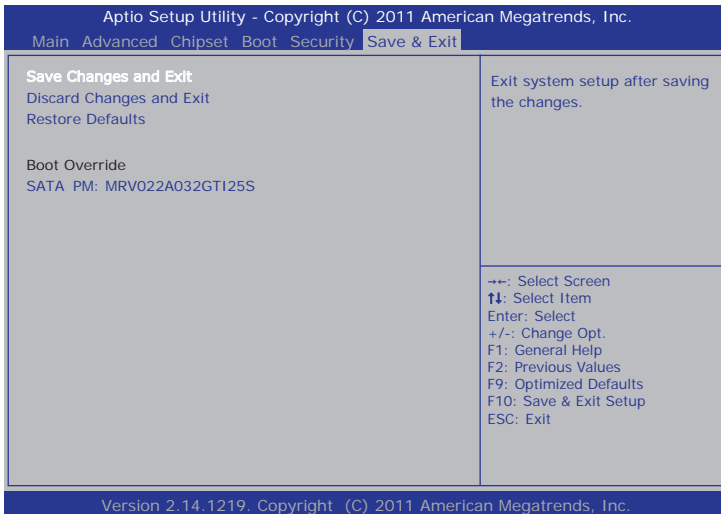 Aptio Setup Utility - Copyright (C) 2011 American Megatrends, Inc.
Main Advanced Chipset Boot Security Save & Exit
Save Changes and Exit
Discard Changes and Exit
Restore Defaults
Boot Override
SATA PM: MRV022A032GTI25S
Exit system setup after saving
the changes.
→←: Select Screen
↑↓: Select Item
Enter: Select
+/-: Change Opt.
F1: General Help
F2: Previous Values
F9: Optimized Defaults
F10: Save & Exit Setup
ESC: Exit
Version 2.14.1219. Copyright (C) 2011 American Megatrends, Inc.